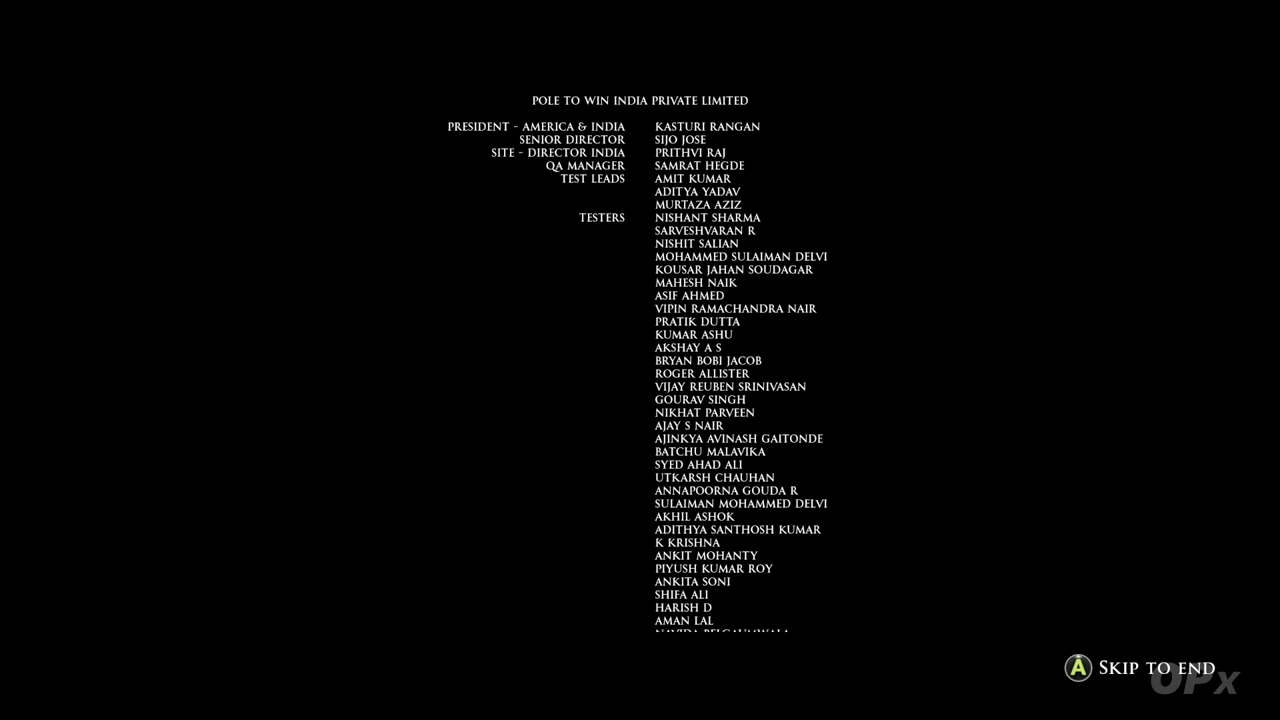 POLE TO WIN INDIA PRIVATE LIMITED
PRESIDENT - AMERICA & INDIA KASTURI RANGAN
SENIOR DIRECTOR SIJO JOSE
SITE - DIRECTOR INDIA PRITHVI RAJ
QA MANAGER SAMRAT HEGDE
TEST LEADS AMIT KUMAR
ADITYA YADAV
MURTAZA AZIZ
TESTERS NISHANT SHARMA
SARVESHVARAN R
NISHIT SALIAN
MOHAMMED SULAIMAN DELVI
KOUSAR JAHAN SOUDAGAR
MAHESH NAIK
ASIF AHMED
VIPIN RAMACHANDRA NAIR
PRATIK DUTTA
KUMAR ASHU
AKSHAY A S
BRYAN BOBI JACOB
ROGER ALLISTER
VIJAY REUBEN SRINIVASAN
GOURAV SINGH
NIKHAT PARVEEN
AJAY S NAIR
AJINKYA AVINASH GAITONDE
BATCHU MALAVIKA
SYED AHAD ALI
UTKARSH CHAUHAN
ANNAPOORNA GOUDA R
SULAIMAN MOHAMMED DELVI
AKHIL ASHOK
ADITHYA SANTHOSH KUMAR
K KRISHNA
ANKIT MOHANTY
PIYUSH KUMAR ROY
ANKITA SONI
SHIFA ALI
HARISH D
AMAN LAL
A SKIP TO END
OPx